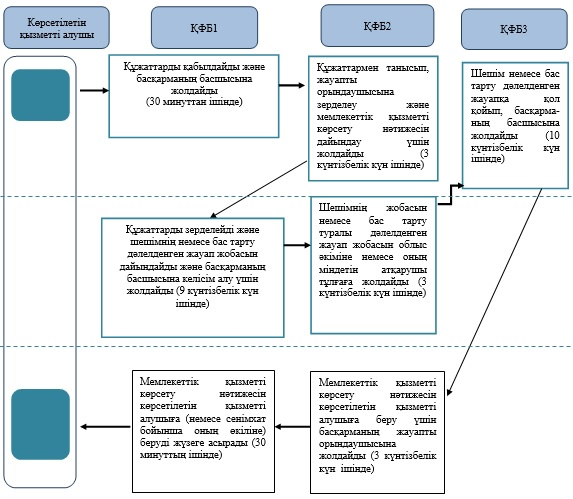 Көрсетілетін
қызметті алушы
ҚФБ1
ҚФБ2
ҚФБ3
Құжаттарды қабылдайды және
басқарманың басшысына
жолдайды
(30 минуттан ішінде)
Құжаттармен танысып,
жауапты
орындаушысына
зерделеу және
мемлекеттік қызметті
көрсету нәтижесін
дайындау үшін
жолдайды (3
күнтізбелік күн ішінде)
Шешім немесе бас
тарту дәлелденген
жауапқа қол
қойып, басқарма-
ның басшысына
жолдайды (10
күнтізбелік күн
ішінде)
Құжаттарды зерделейді және
шешімнің немесе бас тарту
дәлелденген жауап жобасын
дайындайды және басқарманың
басшысына келісім алу үшін
жолдайды (9 күнтізбелік күн
ішінде)
Шешімнің жобасын
немесе бас тарту
туралы дәлелденген
жауап жобасын облыс
әкіміне немесе оның
міндетін атқарушы
тұлғаға жолдайды (3
күнтізбелік күн ішінде)
Мемлекеттік қызметті
көрсету нәтижесін
көрсетілетін қызметті
алушыға (немесе сенімхат
бойынша оның өкіліне)
беруді жүзеге асырады (30
минуттың ішінде)
Мемлекеттік қызметті
көрсету нәтижесін
көрсетілетін қызметті
алушыға беру үшін
басқарманың жауапты
орындаушысына
жолдайды (3 күнтізбелік
күн ішінде)